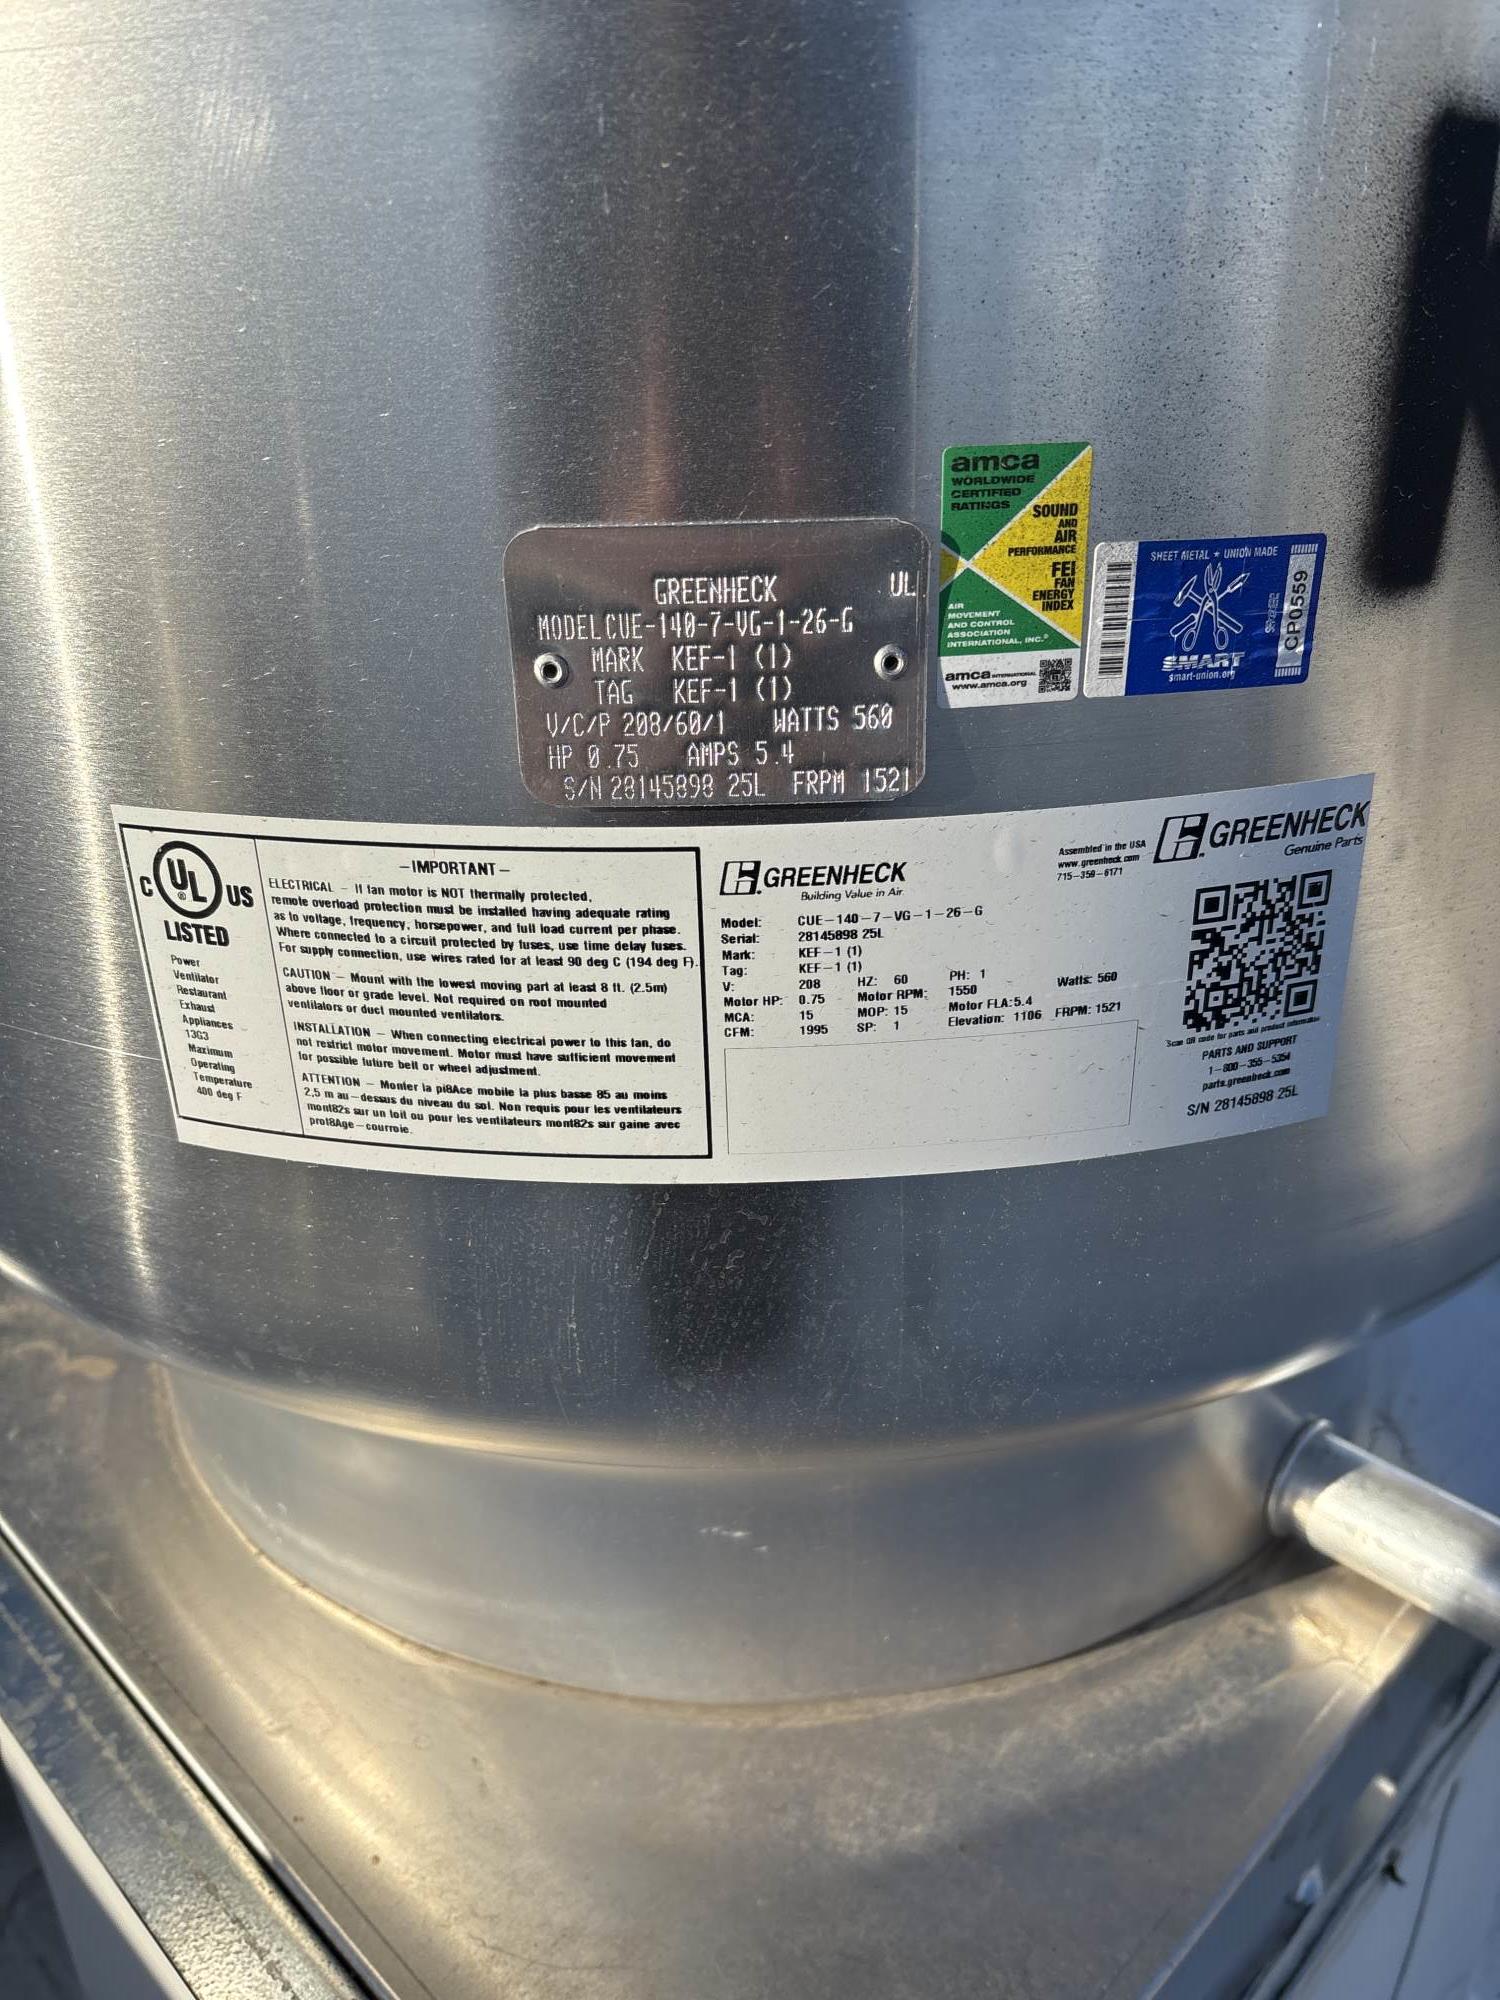 GREENHECK UL
MODEL CUE-140-7-VG-1-26-G
MARK KEF-1 (1)
TAG KEF-1 (1)
V/C/P 208/60/1 WATTS 560
HP 0.75 AMPS 5.4
S/N 28145898 25L FRPM 1521
amca
WORLDWIDE
CERTIFIED
RATINGS
SOUND
AND
AIR
PERFORMANCE
FEI
FAN
ENERGY
INDEX
AIR
MOVEMENT
AND CONTROL
ASSOCIATION
INTERNATIONAL, INC.®
amca INTERNATIONAL
www.amca.org
SHEET METAL ★ UNION MADE
SMART
smart-union.org
CP0559
C UL ® US
LISTED
Power
Ventilator
Restaurant
Exhaust
Appliances
13G3
Maximum
Operating
Temperature
400 deg F
-IMPORTANT-
ELECTRICAL - If fan motor is NOT thermally protected,
remote overload protection must be installed having adequate rating
as to voltage, frequency, horsepower, and full load current per phase.
Where connected to a circuit protected by fuses, use time delay fuses.
For supply connection, use wires rated for at least 90 deg C (194 deg F).
CAUTION - Mount with the lowest moving part at least 8 ft. (2.5m)
above floor or grade level. Not required on roof mounted
ventilators or duct mounted ventilators.
INSTALLATION - When connecting electrical power to this fan, do
not restrict motor movement. Motor must have sufficient movement
for possible future belt or wheel adjustment.
ATTENTION - Monter la pi8Ace mobile la plus basse 85 au moins
2,5 m au-dessus du niveau du sol. Non requis pour les ventilateurs
mont82s sur un toit ou pour les ventilateurs mont82s sur gaine avec
prot8Age-courroie.
GREENHECK
Building Value in Air.
Assembled in the USA
www.greenheck.com
715-359-6171
Model: CUE-140-7-VG-1-26-G
Serial: 28145898 25L
Mark: KEF-1 (1)
Tag: KEF-1 (1)
V: 208 HZ: 60 PH: 1 Watts: 560
Motor HP: 0.75 Motor RPM: 1550
MCA: 15 MOP: 15 Motor FLA: 5.4
CFM: 1995 SP: 1 Elevation: 1106 FRPM: 1521
GREENHECK
Genuine Parts
Scan QR code for parts and product information
PARTS AND SUPPORT
1-800-355-5354
parts.greenheck.com
S/N 28145898 25L